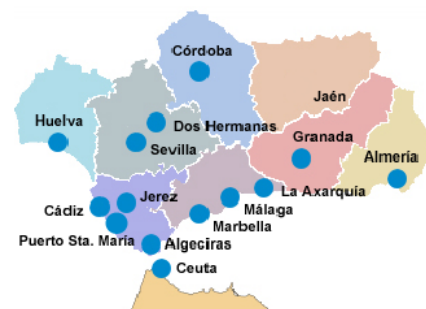 Córdoba
Jaén
Huelva
Dos Hermanas
Granada
Sevilla
Almería
La Axarquía
Jerez
Cádiz
Málaga
Marbella
Puerto Sta. María
Algeciras
Ceuta